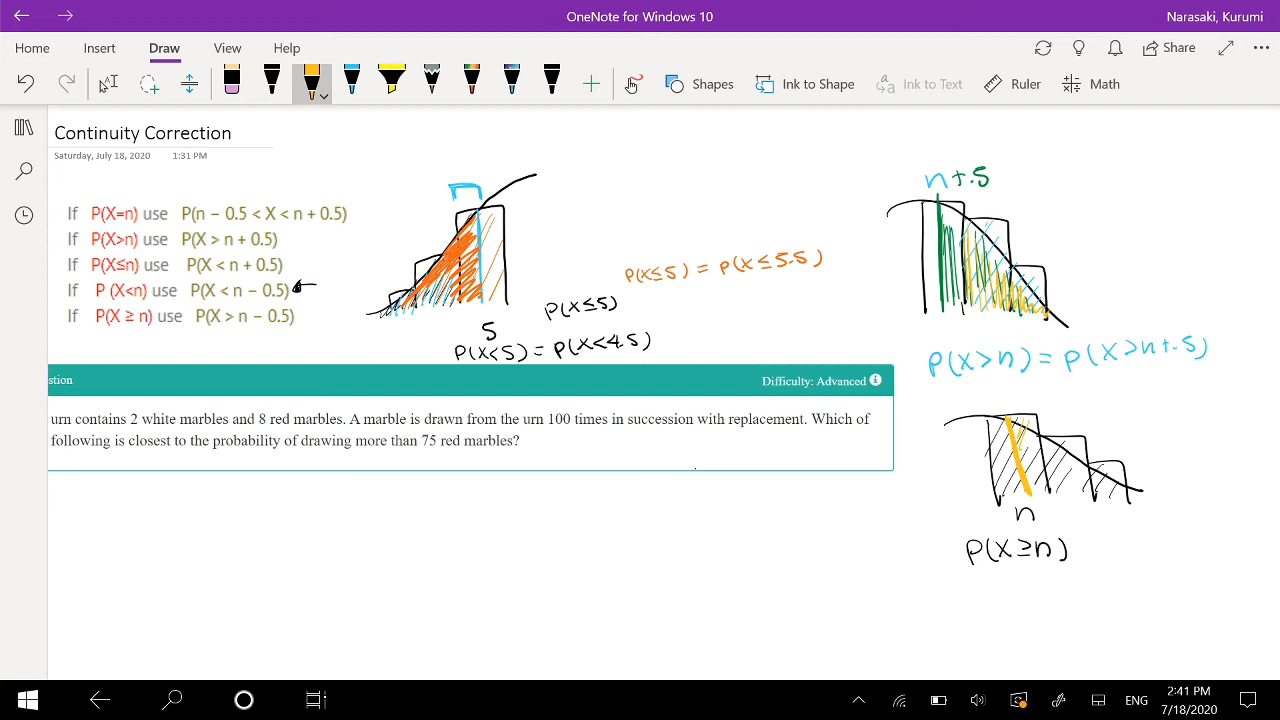 OneNote for Windows 10
Narasaki, Kurumi
Home Insert Draw View Help
Share
Shapes Ink to Shape Ink to Text Ruler Math
Continuity Correction
Saturday, July 18, 2020 1:31 PM
If P(X=n) use P(n – 0.5 < X < n + 0.5)
If P(X>n) use P(X > n + 0.5)
If P(X≤n) use P(X < n + 0.5)
If P (X<n) use P(X < n – 0.5)
If P(X ≥ n) use P(X > n – 0.5)
5
P(X≤5) = P(X≤5.5)
P(X≤5)
P(X<5) = P(X<4.5)
n+.5
P(X>n) = P(X>n+.5)
n
P(X≥n)
stion
Difficulty: Advanced
urn contains 2 white marbles and 8 red marbles. A marble is drawn from the urn 100 times in succession with replacement. Which of
following is closest to the probability of drawing more than 75 red marbles?
ENG
2:41 PM
7/18/2020